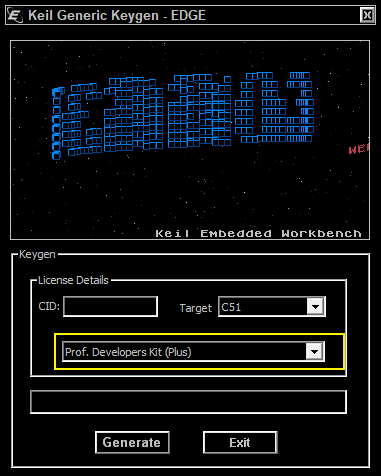 Keil Generic Keygen - EDGE
Keil Embedded Workbench
Keygen
License Details
CID:
Target
C51
Prof. Developers Kit (Plus)
Generate
Exit